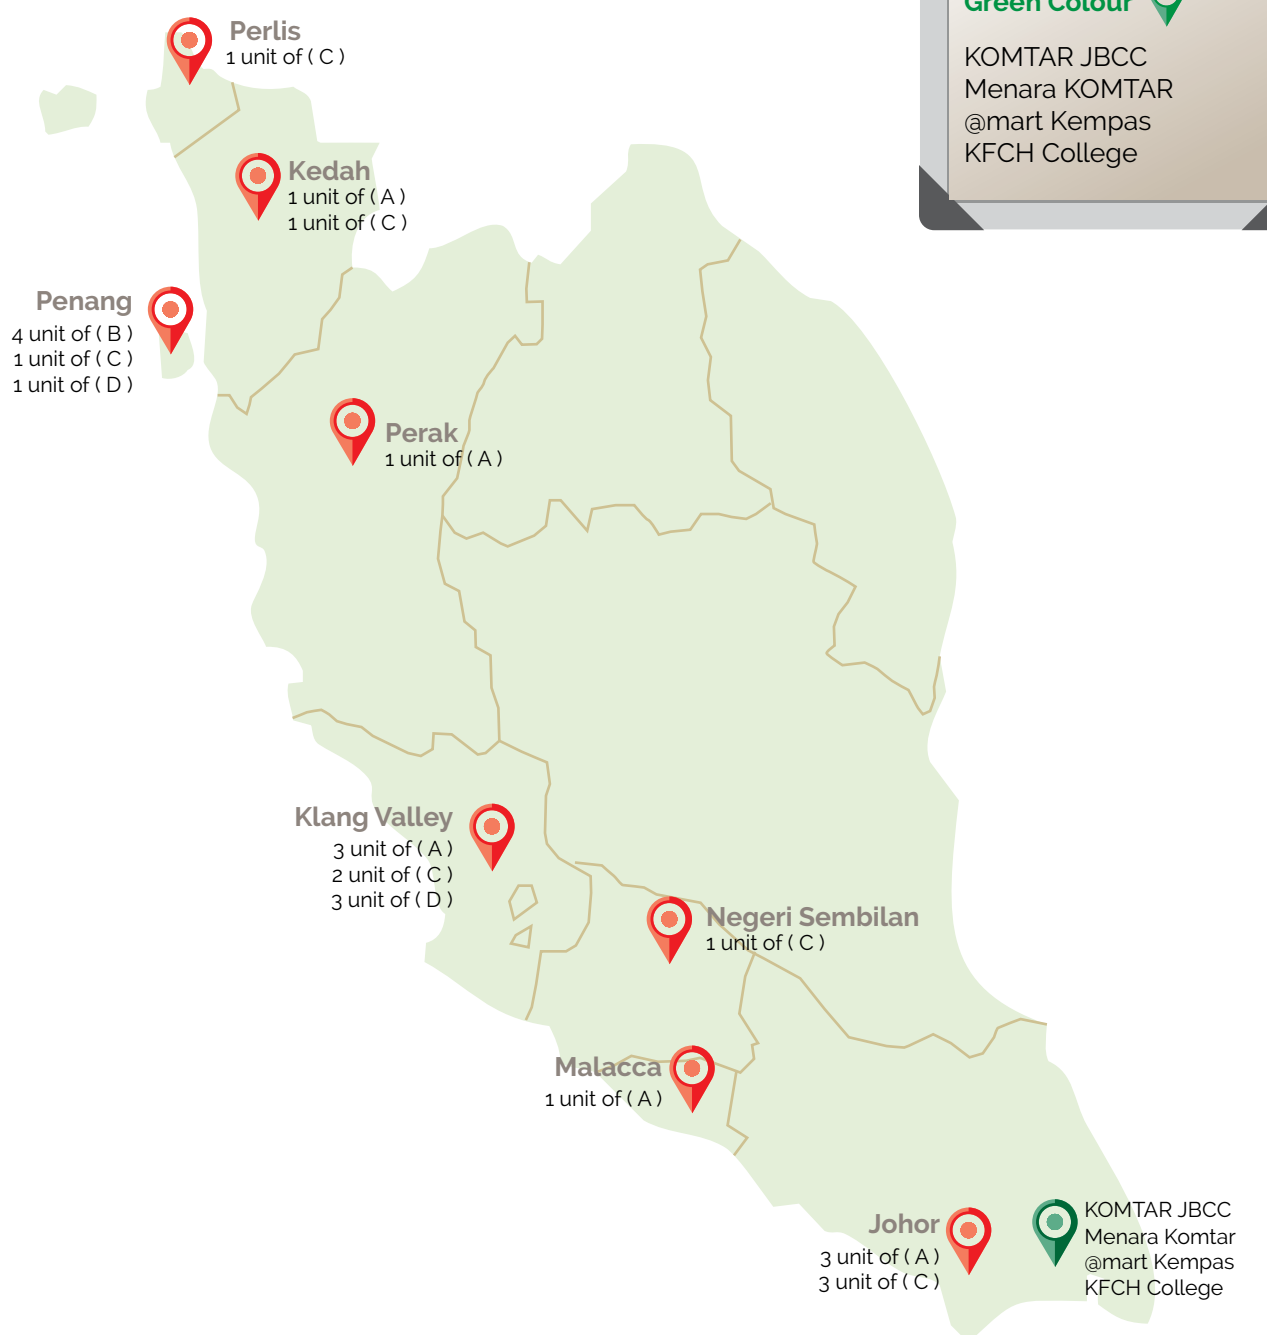 Green Colour
KOMTAR JBCC
Menara KOMTAR
@mart Kempas
KFCH College
Perlis
1 unit of ( C )
Kedah
1 unit of ( A )
1 unit of ( C )
Penang
4 unit of ( B )
1 unit of ( C )
1 unit of ( D )
Perak
1 unit of ( A )
Klang Valley
3 unit of ( A )
2 unit of ( C )
3 unit of ( D )
Negeri Sembilan
1 unit of ( C )
Malacca
1 unit of ( A )
Johor
3 unit of ( A )
3 unit of ( C )
KOMTAR JBCC
Menara Komtar
@mart Kempas
KFCH College